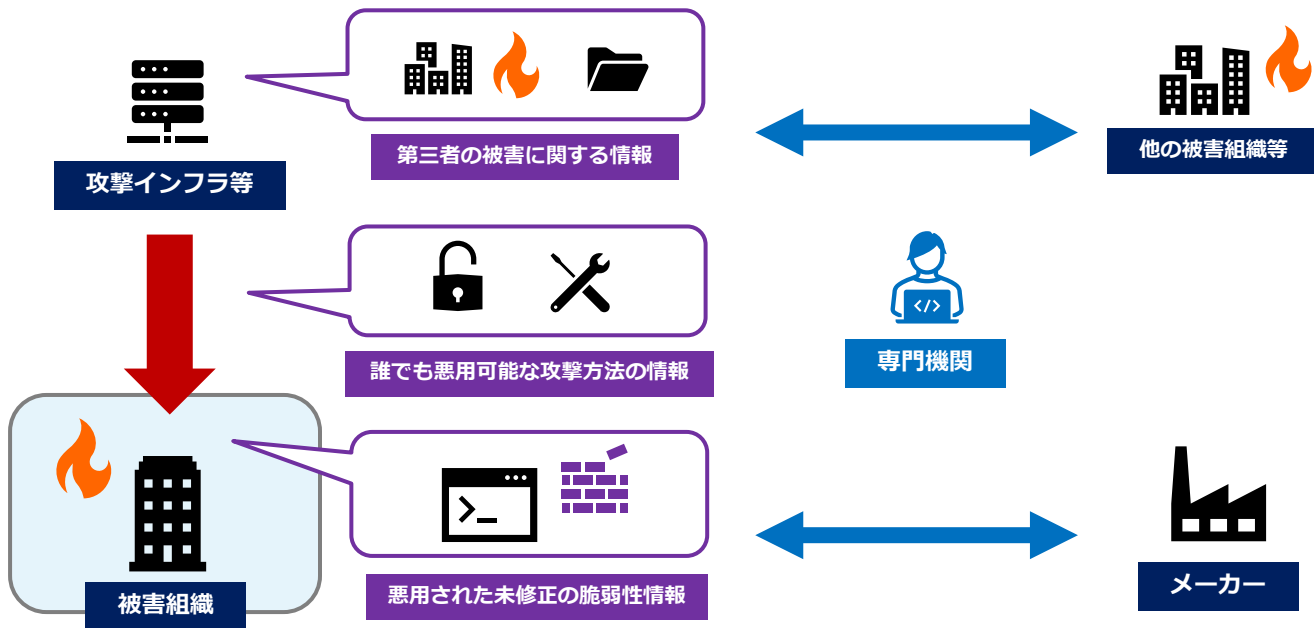 第三者の被害に関する情報
他の被害組織等
攻撃インフラ等
誰でも悪用可能な攻撃方法の情報
</>
専門機関
>_
悪用された未修正の脆弱性情報
被害組織
メーカー